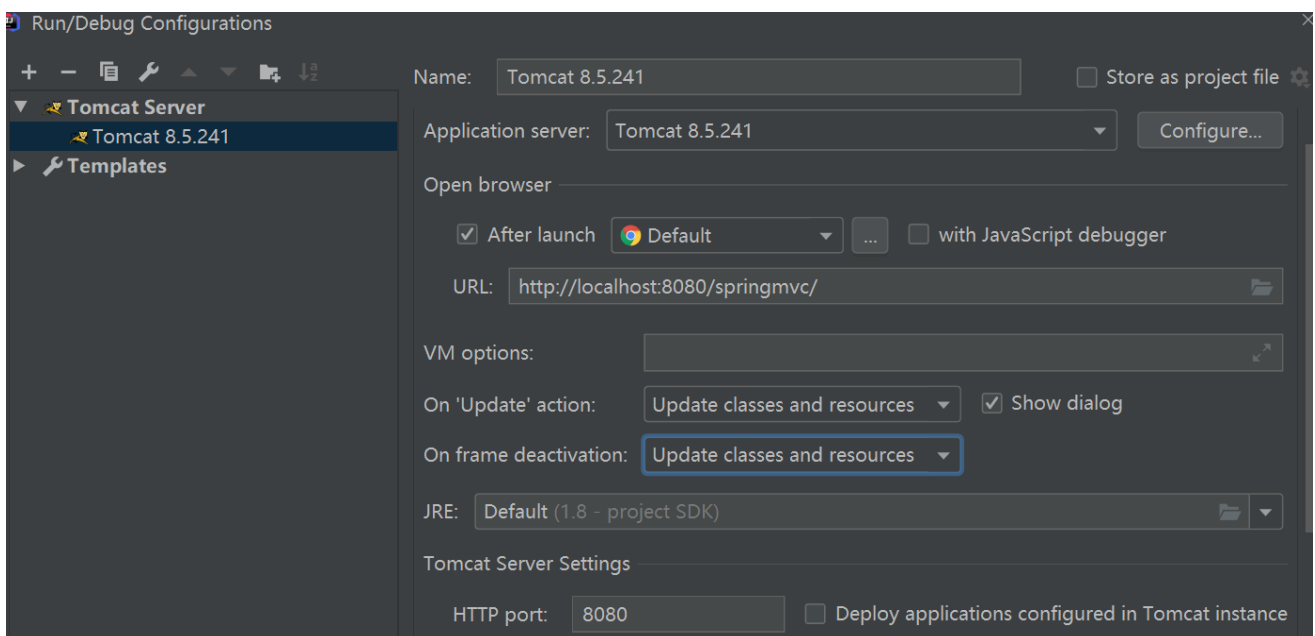 Run/Debug Configurations
Name: Tomcat 8.5.241 Store as project file
Tomcat Server
Tomcat 8.5.241
Templates
Application server: Tomcat 8.5.241 Configure...
Open browser
After launch Default ... with JavaScript debugger
URL: http://localhost:8080/springmvc/
VM options:
On 'Update' action: Update classes and resources Show dialog
On frame deactivation: Update classes and resources
JRE: Default (1.8 - project SDK)
Tomcat Server Settings
HTTP port: 8080 Deploy applications configured in Tomcat instance